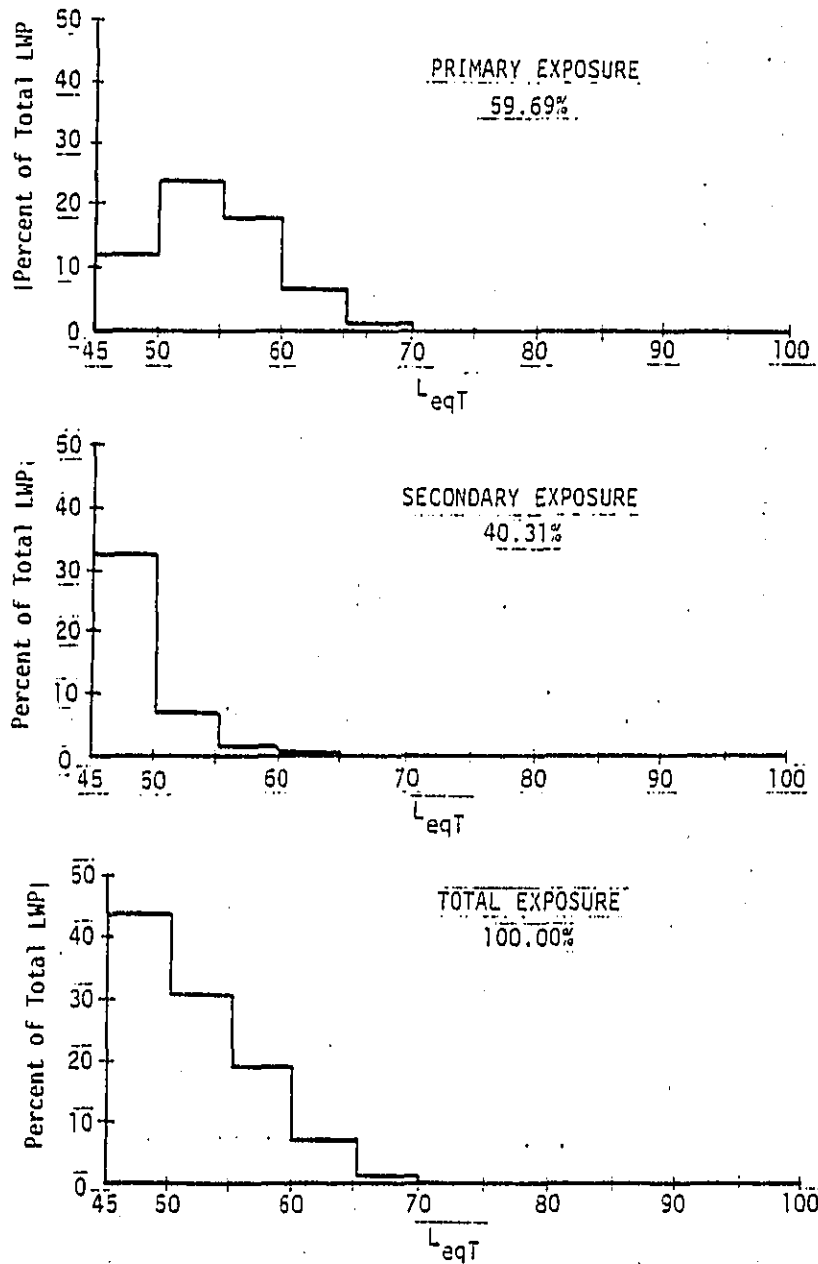 Percent of Total LWP
50
40
30
20
10
0
PRIMARY EXPOSURE
59.69%
45 50 60 70 80 90 100
LeqT
Percent of Total LWP
50
40
30
20
10
0
SECONDARY EXPOSURE
40.31%
45 50 60 70 80 90 100
LeqT
Percent of Total LWP
50
40
30
20
10
0
TOTAL EXPOSURE
100.00%
45 50 60 70 80 90 100
LeqT